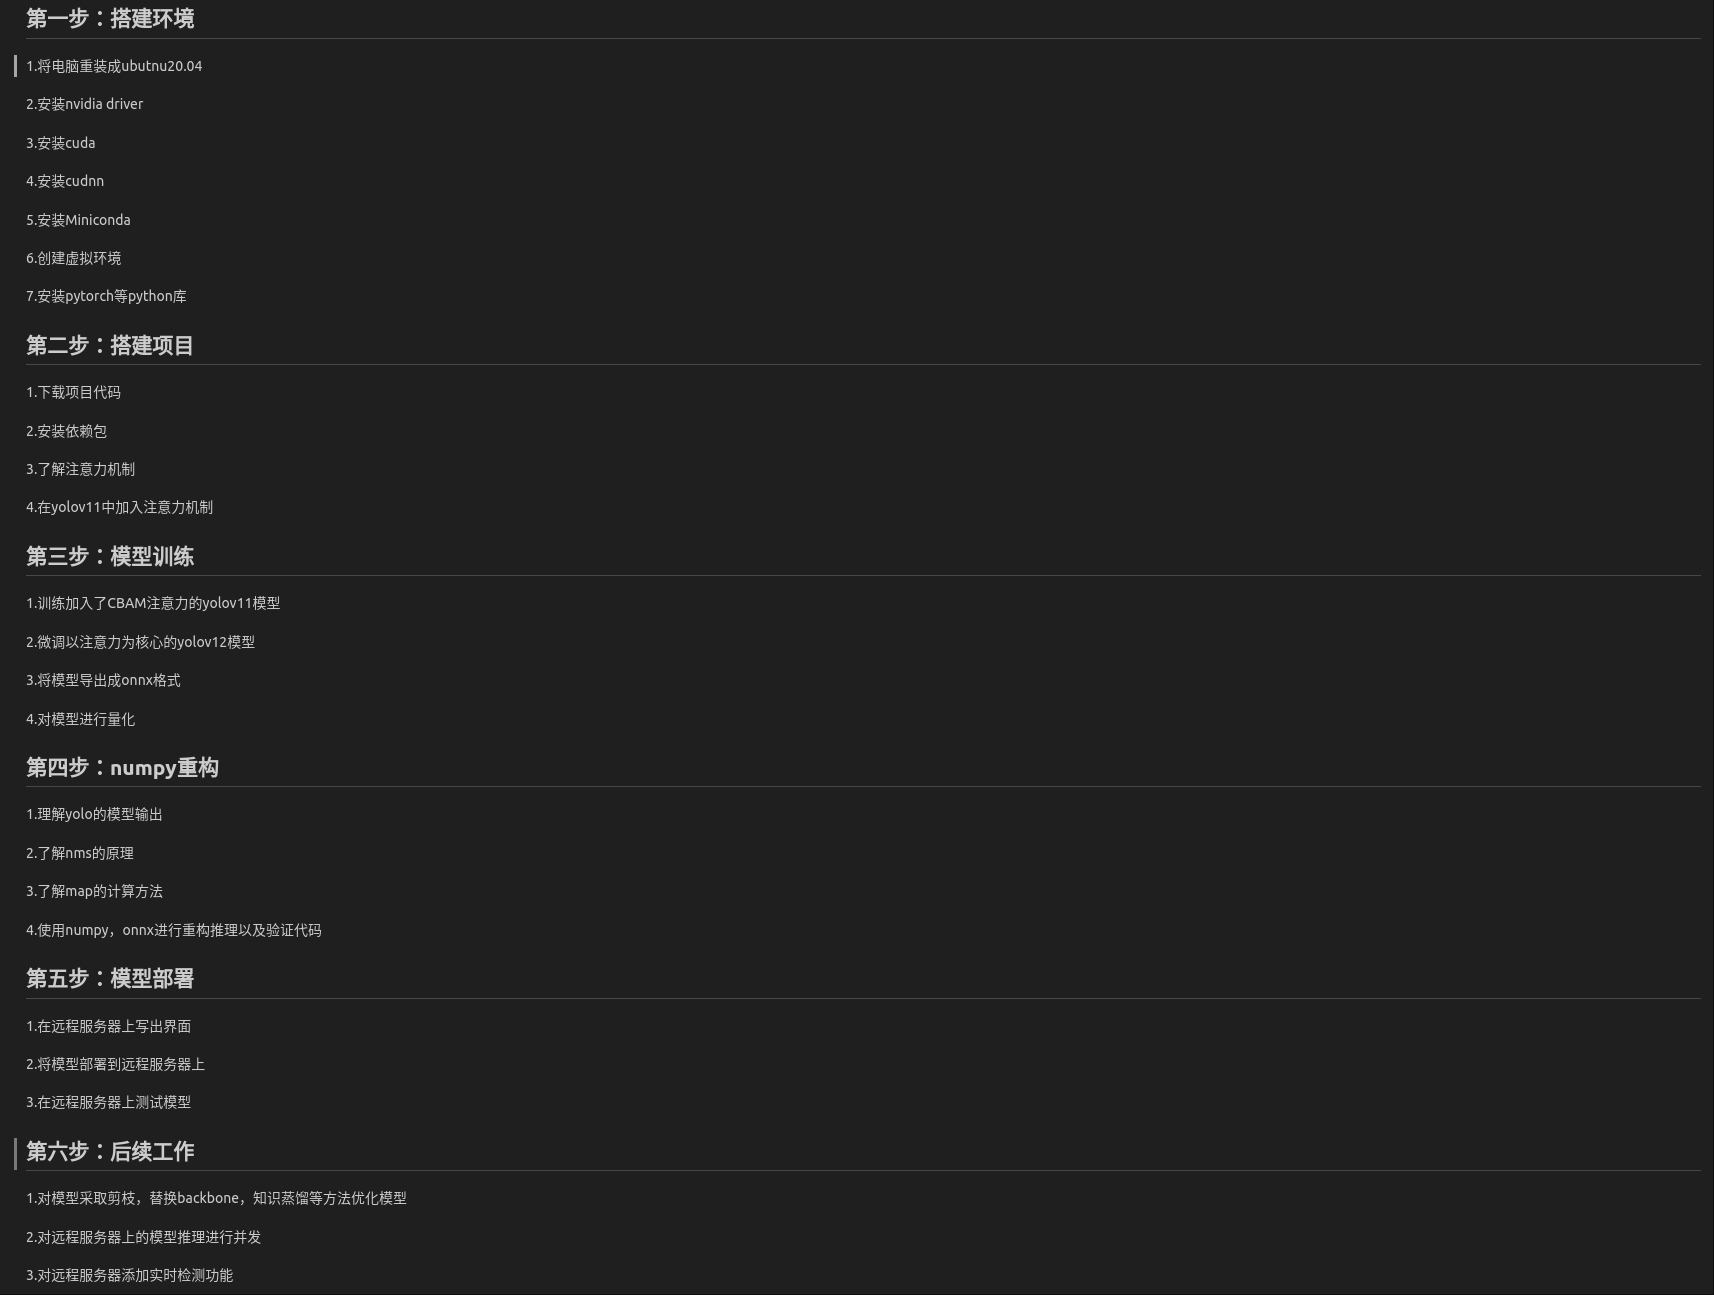 第一步：搭建环境
1.将电脑重装成ubutnu20.04
2.安装nvidia driver
3.安装cuda
4.安装cudnn
5.安装Miniconda
6.创建虚拟环境
7.安装pytorch等python库
第二步：搭建项目
1.下载项目代码
2.安装依赖包
3.了解注意力机制
4.在yolov11中加入注意力机制
第三步：模型训练
1.训练加入了CBAM注意力的yolov11模型
2.微调以注意力为核心的yolov12模型
3.将模型导出成onnx格式
4.对模型进行量化
第四步：numpy重构
1.理解yolo的模型输出
2.了解nms的原理
3.了解map的计算方法
4.使用numpy，onnx进行重构推理以及验证代码
第五步：模型部署
1.在远程服务器上写出界面
2.将模型部署到远程服务器上
3.在远程服务器上测试模型
第六步：后续工作
1.对模型采取剪枝，替换backbone，知识蒸馏等方法优化模型
2.对远程服务器上的模型推理进行并发
3.对远程服务器添加实时检测功能